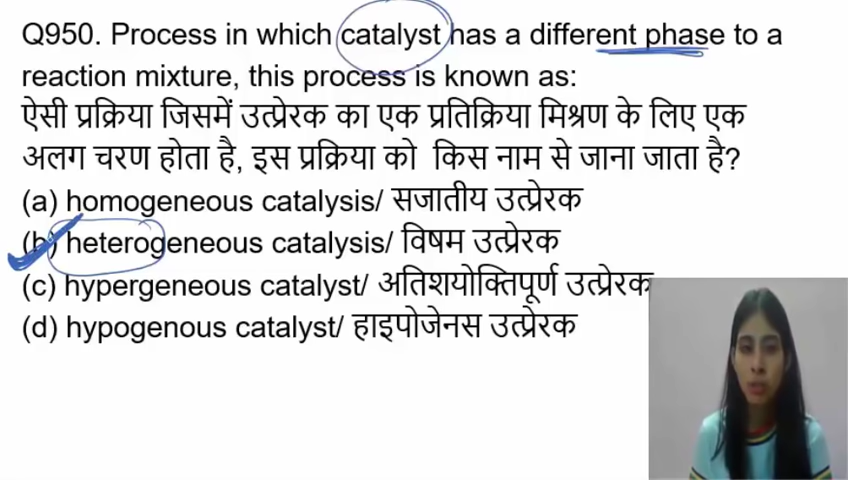 Q950. Process in which catalyst has a different phase to a
reaction mixture, this process is known as:
ऐसी प्रक्रिया जिसमें उत्प्रेरक का एक प्रतिक्रिया मिश्रण के लिए एक
अलग चरण होता है, इस प्रक्रिया को किस नाम से जाना जाता है?
(a) homogeneous catalysis/ सजातीय उत्प्रेरक
(b) heterogeneous catalysis/ विषम उत्प्रेरक
(c) hypergeneous catalyst/ अतिशयोक्तिपूर्ण उत्प्रेरक
(d) hypogenous catalyst/ हाइपोजेनस उत्प्रेरक